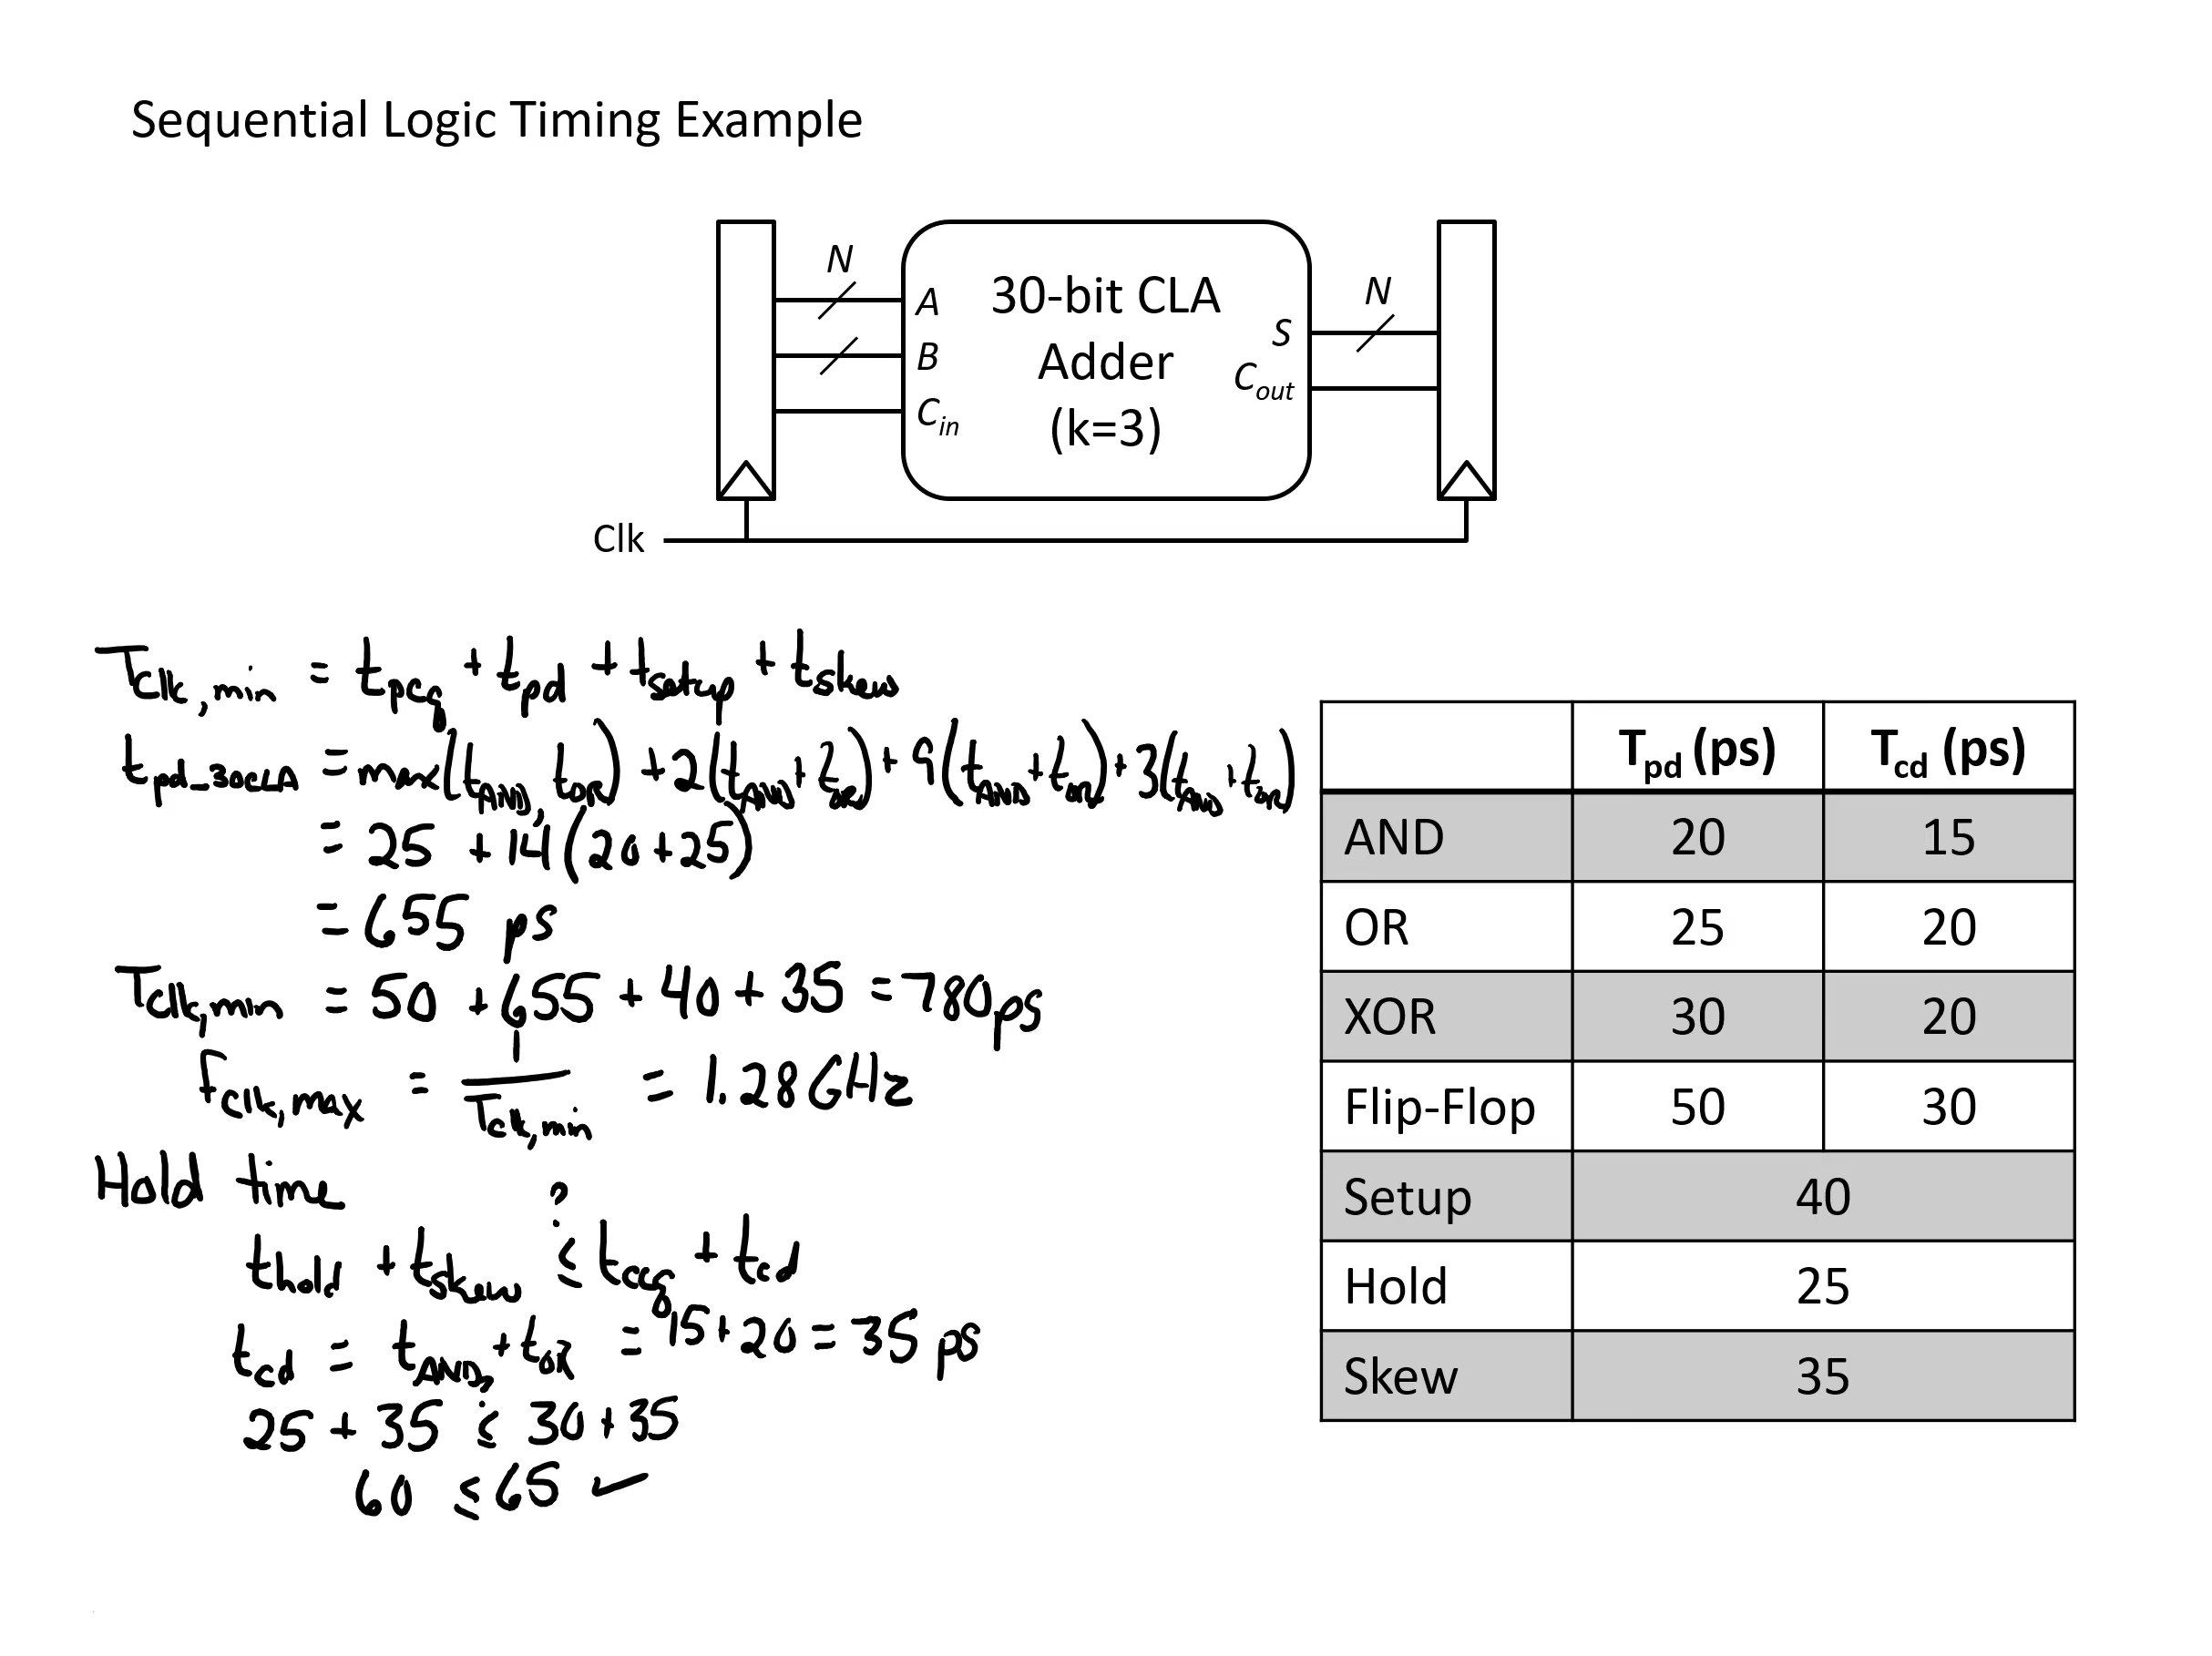 Sequential Logic Timing Example
N
A
B
Cin
30-bit CLA
Adder
(k=3)
S
Cout
N
Clk
Tclk,min = tpcq + tpd + tsetup + tskew
tpd_30CLA = max(tAND, tOR) + 2(tAND + tOR) + 9(tAND + tOR) + 3(tAND + tOR)
= 25 + 14(20+25)
= 655 ps
Tclk,min = 50 + 655 + 40 + 35 = 780ps
fclk,max = 1/Tclk,min = 1.28 GHz
Hold time
?
thold + tskew ≤ tccq + tcd
tcd = tAND + tOR = 15+20 = 35 ps
25 + 35 ≤ 30+35
60 ≤ 65 ✓
Tpd (ps) Tcd (ps)
AND 20 15
OR 25 20
XOR 30 20
Flip-Flop 50 30
Setup 40
Hold 25
Skew 35